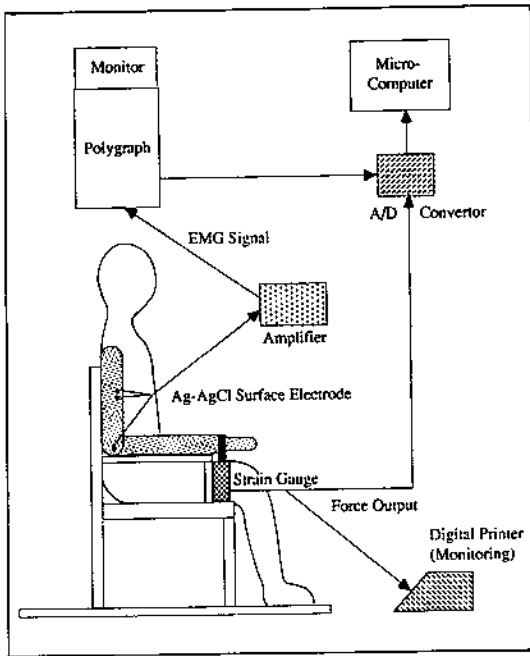 Monitor
Polygraph
Micro-
Computer
A/D Convertor
EMG Signal
Amplifier
Ag-AgCl Surface Electrode
Strain Gauge
Force Output
Digital Printer
(Monitoring)